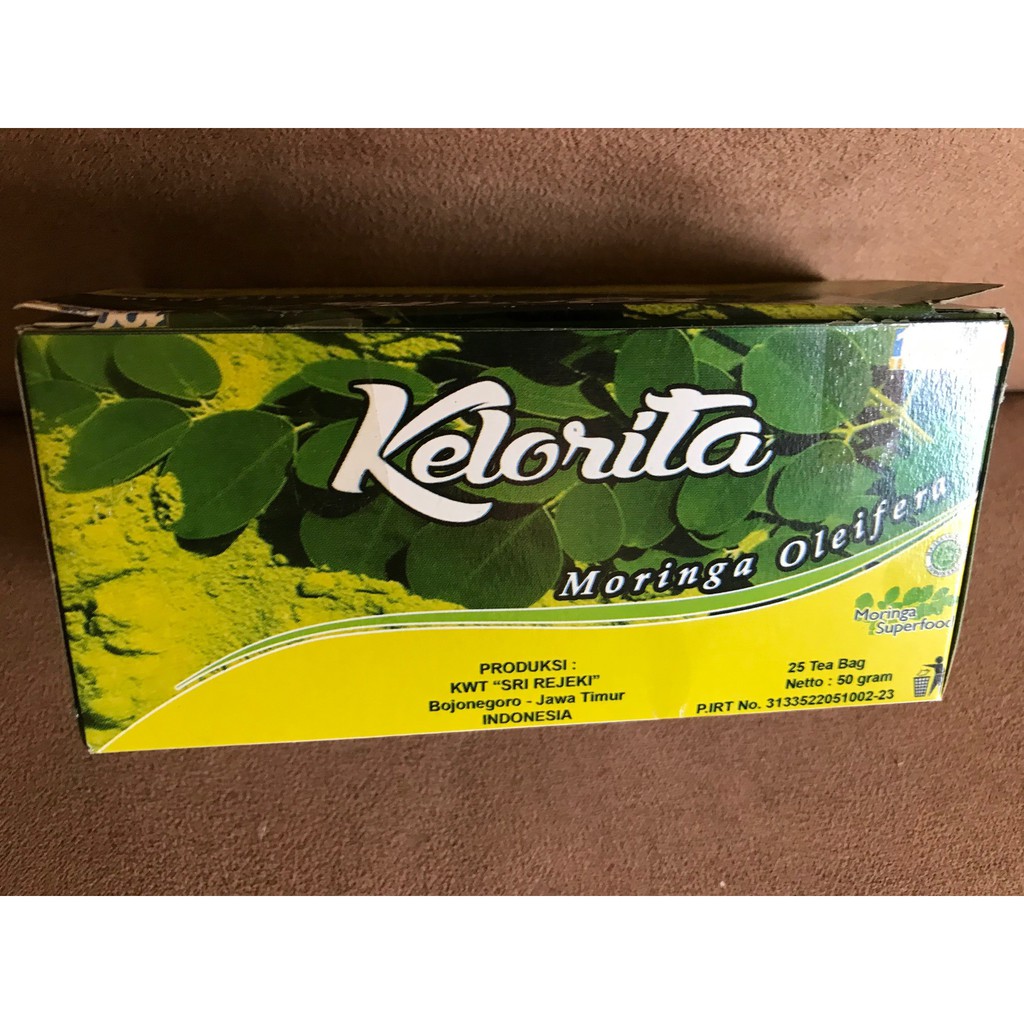 Kelorita
Moringa Oleifera
Moringa
Superfood
PRODUKSI :
KWT “SRI REJEKI”
Bojonegoro - Jawa Timur
INDONESIA
25 Tea Bag
Netto : 50 gram
P.IRT No. 3133522051002-23